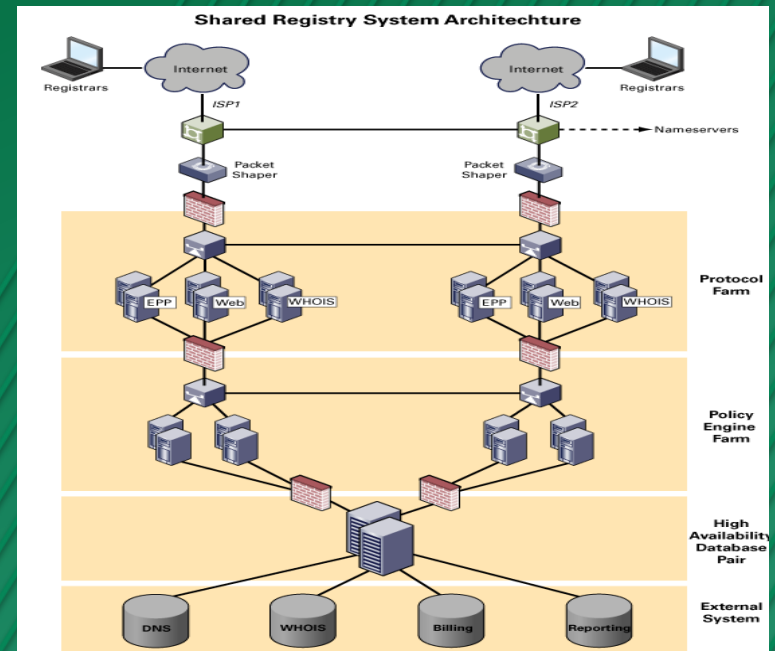 Shared Registry System Architechture
Internet
Internet
Registrars
Registrars
ISP1
ISP2
Nameservers
Packet
Shaper
Packet
Shaper
EPP
Web
WHOIS
EPP
Web
WHOIS
Protocol
Farm
Policy
Engine
Farm
High
Availability
Database
Pair
External
System
DNS
WHOIS
Billing
Reporting